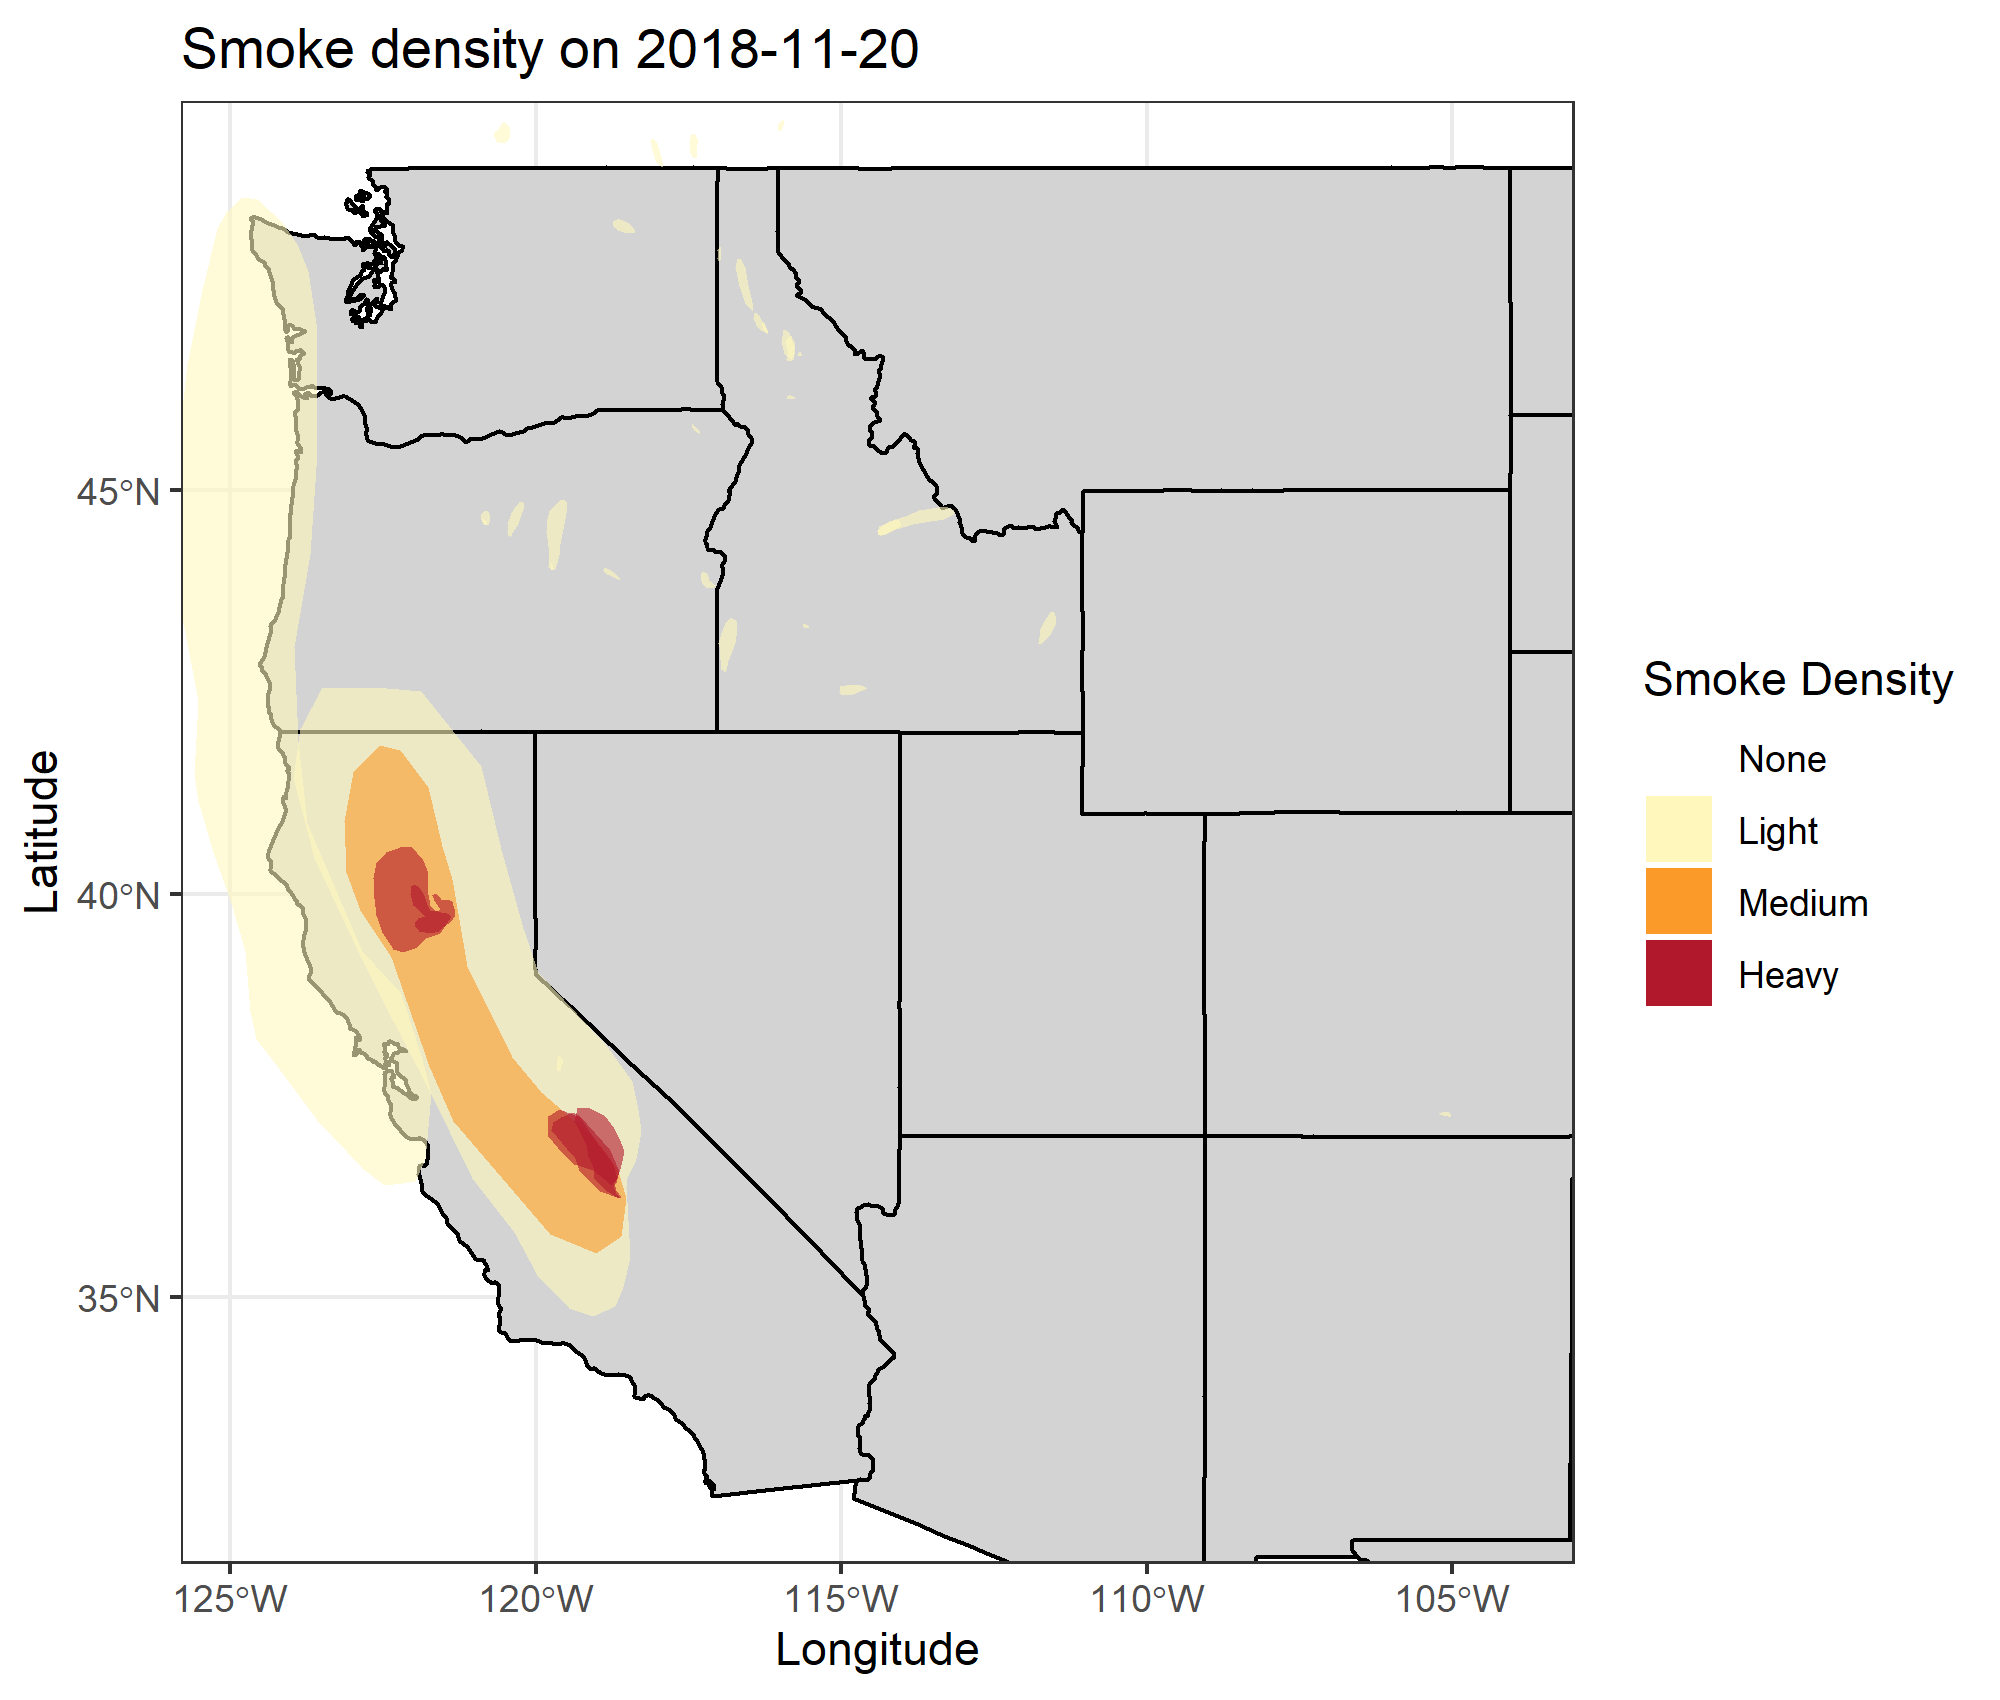 Smoke density on 2018-11-20
45°N
40°N
35°N
Latitude
125°W 120°W 115°W 110°W 105°W
Longitude
Smoke Density
None
Light
Medium
Heavy